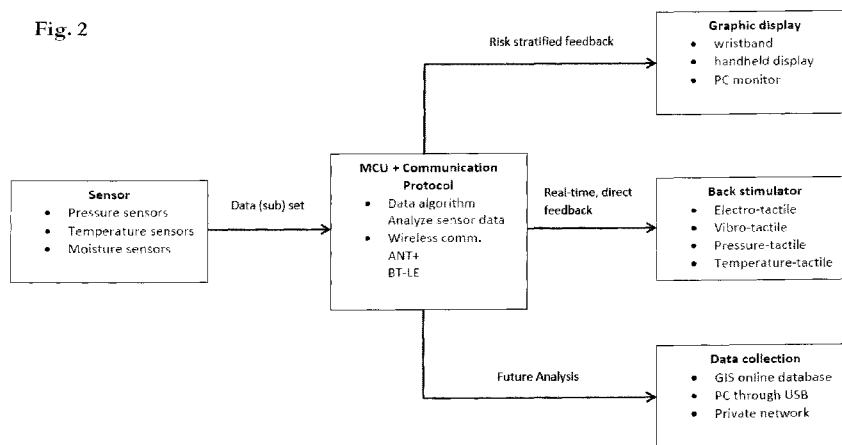 Fig. 2
Risk stratified feedback
Graphic display
• wristband
• handheld display
• PC monitor
Sensor
• Pressure sensors
• Temperature sensors
• Moisture sensors
Data (sub) set
MCU + Communication
Protocol
• Data algorithm
Analyze sensor data
• Wireless comm.
ANT+
BT-LE
Real-time, direct
feedback
Back stimulator
• Electro-tactile
• Vibro-tactile
• Pressure-tactile
• Temperature-tactile
Future Analysis
Data collection
• GIS online database
• PC through USB
• Private network